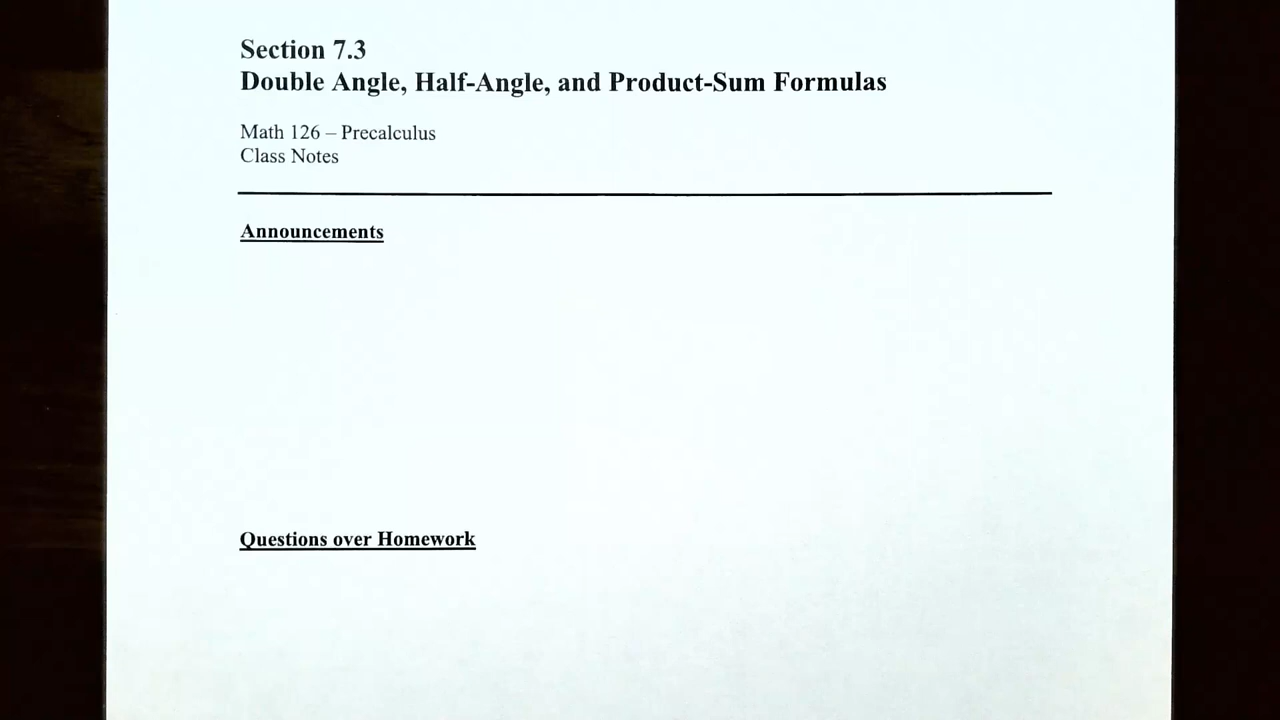 Section 7.3
Double Angle, Half-Angle, and Product-Sum Formulas
Math 126 – Precalculus
Class Notes
Announcements
Questions over Homework